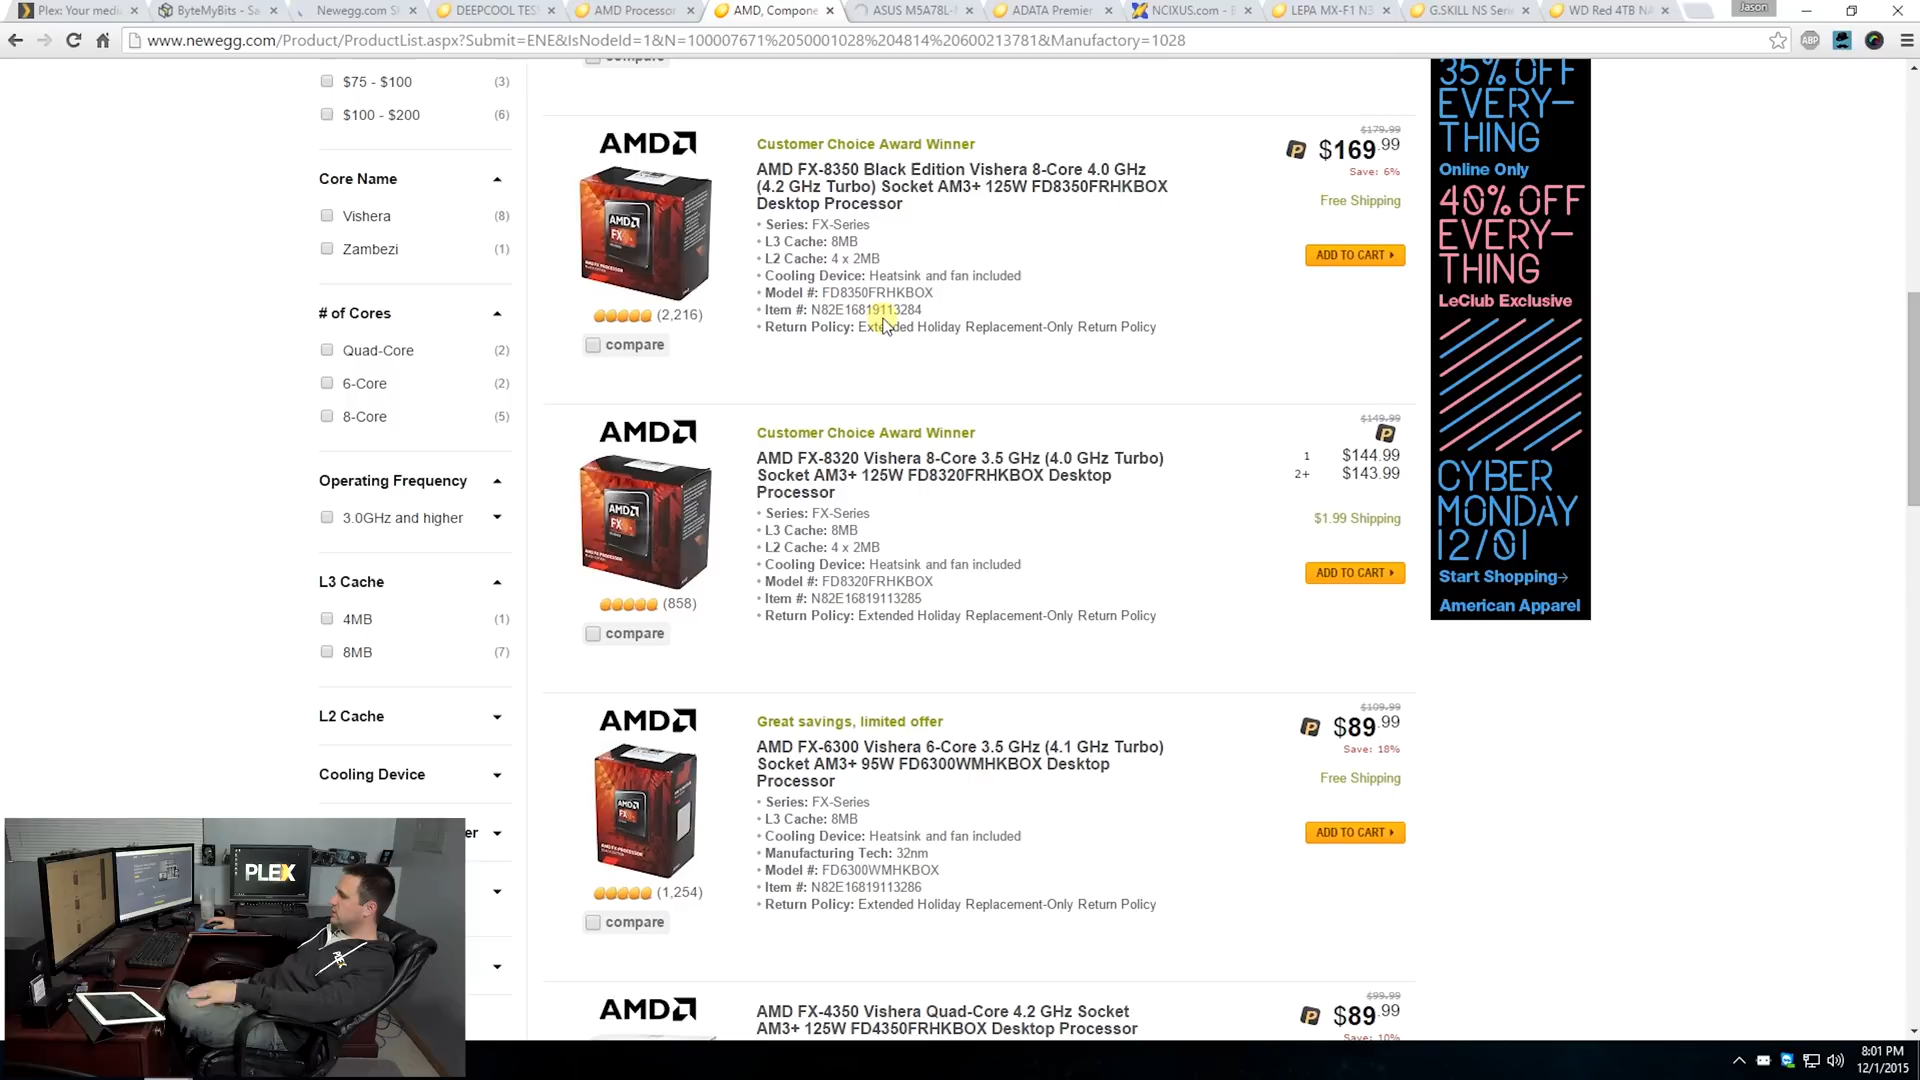 Plex: Your medi
ByteMyBits - Sa
Newegg.com S
DEEPCOOL TES
AMD Processor
AMD, Compone
ASUS M5A78L-
ADATA Premier
NCIXUS.com - B
LEPA MX-F1 N3
G.SKILL NS Seri
WD Red 4TB NA
Jason
www.newegg.com/Product/ProductList.aspx?Submit=ENE&IsNodeId=1&N=100007671%2050001028%204814%20600213781&Manufactory=1028
ABP
$75 - $100 (3)
$100 - $200 (6)
Core Name
Vishera (8)
Zambezi (1)
# of Cores
Quad-Core (2)
6-Core (2)
8-Core (5)
Operating Frequency
3.0GHz and higher
L3 Cache
4MB (1)
8MB (7)
L2 Cache
Cooling Device
er
compare
AMD
Customer Choice Award Winner
AMD FX-8350 Black Edition Vishera 8-Core 4.0 GHz
(4.2 GHz Turbo) Socket AM3+ 125W FD8350FRHKBOX
Desktop Processor
• Series: FX-Series
• L3 Cache: 8MB
• L2 Cache: 4 x 2MB
• Cooling Device: Heatsink and fan included
• Model #: FD8350FRHKBOX
• Item #: N82E16819113284
• Return Policy: Extended Holiday Replacement-Only Return Policy
(2,216)
compare
$179.99
$169.99
Save: 6%
Free Shipping
ADD TO CART
AMD
Customer Choice Award Winner
AMD FX-8320 Vishera 8-Core 3.5 GHz (4.0 GHz Turbo)
Socket AM3+ 125W FD8320FRHKBOX Desktop
Processor
• Series: FX-Series
• L3 Cache: 8MB
• L2 Cache: 4 x 2MB
• Cooling Device: Heatsink and fan included
• Model #: FD8320FRHKBOX
• Item #: N82E16819113285
• Return Policy: Extended Holiday Replacement-Only Return Policy
(858)
compare
$149.99
1 $144.99
2+ $143.99
$1.99 Shipping
ADD TO CART
AMD
Great savings, limited offer
AMD FX-6300 Vishera 6-Core 3.5 GHz (4.1 GHz Turbo)
Socket AM3+ 95W FD6300WMHKBOX Desktop
Processor
• Series: FX-Series
• L3 Cache: 8MB
• Cooling Device: Heatsink and fan included
• Manufacturing Tech: 32nm
• Model #: FD6300WMHKBOX
• Item #: N82E16819113286
• Return Policy: Extended Holiday Replacement-Only Return Policy
(1,254)
compare
$109.99
$89.99
Save: 18%
Free Shipping
ADD TO CART
AMD
AMD FX-4350 Vishera Quad-Core 4.2 GHz Socket
AM3+ 125W FD4350FRHKBOX Desktop Processor
$99.99
$89.99
Save: 10%
35% OFF
EVERY–
THING
Online Only
40% OFF
EVERY–
THING
LeClub Exclusive
CYBER
MONDAY
12/01
Start Shopping→
American Apparel
PLEX
8:01 PM
12/1/2015